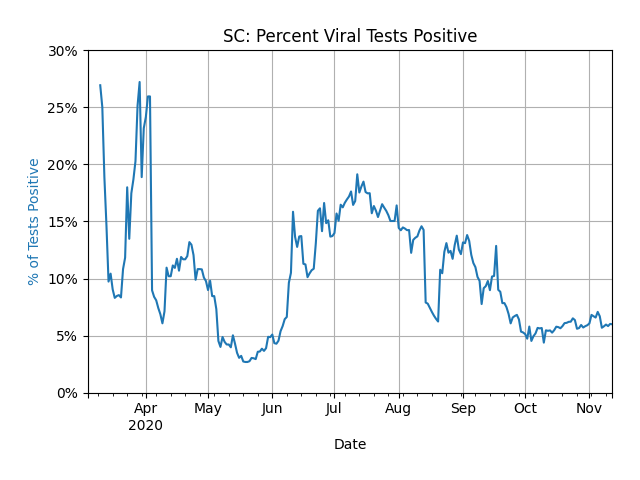 SC: Percent Viral Tests Positive
30%
25%
20%
15%
10%
5%
0%
% of Tests Positive
Apr May Jun Jul Aug Sep Oct Nov
2020
Date